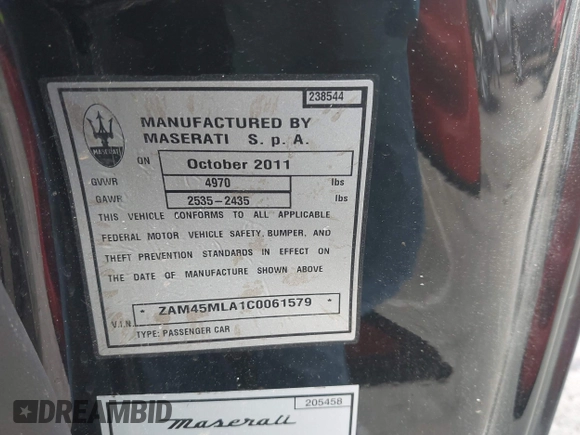 238544
MASERATI
MANUFACTURED BY
MASERATI S. p. A.
ON October 2011
GVWR 4970 lbs
GAWR 2535-2435 lbs
THIS VEHICLE CONFORMS TO ALL APPLICABLE
FEDERAL MOTOR VEHICLE SAFETY, BUMPER, AND
THEFT PREVENTION STANDARDS IN EFFECT ON
THE DATE OF MANUFACTURE SHOWN ABOVE
V.I.N. * ZAM45MLA1C0061579 *
TYPE: PASSENGER CAR
205458
Maserati
DREAMBID